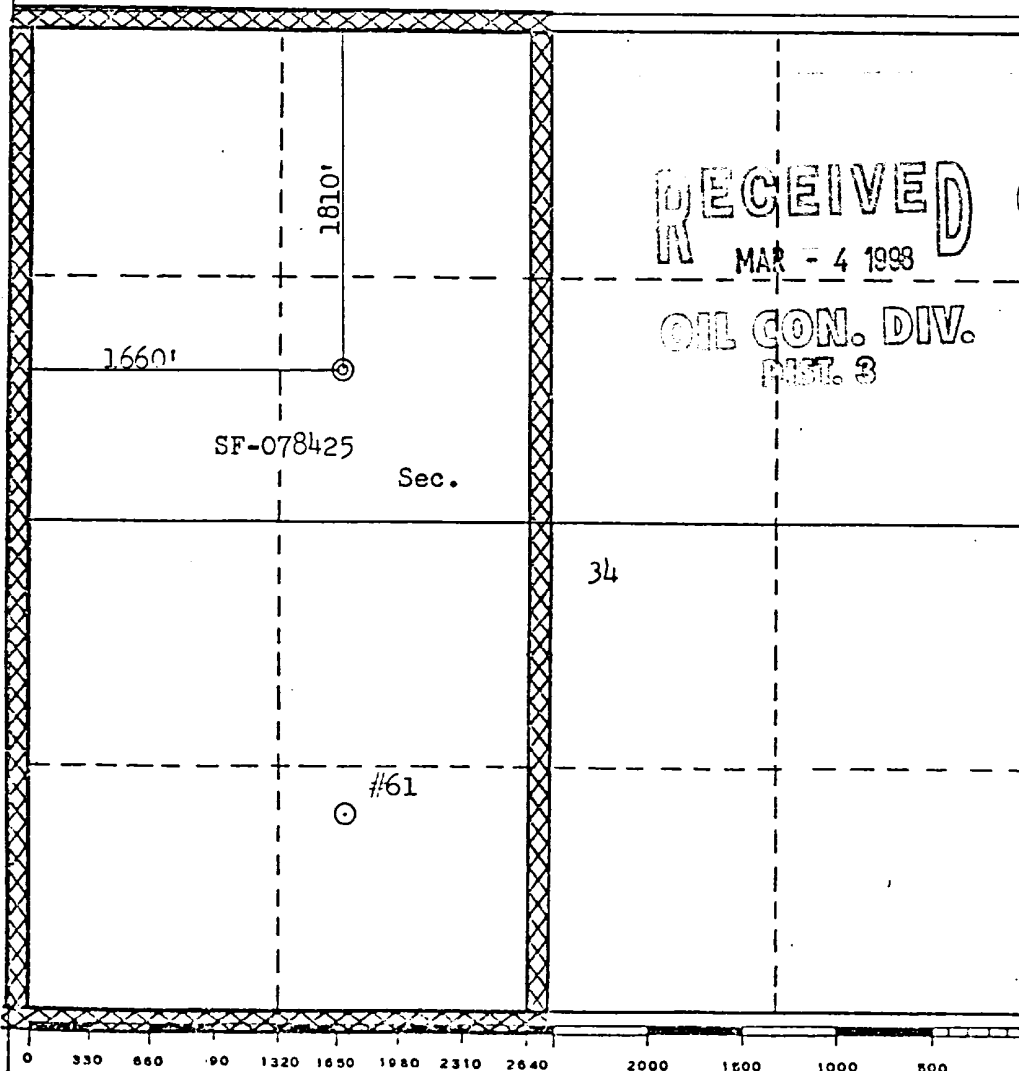 1810'
RECEIVED
MAR - 4 1998
OIL CON. DIV.
DIST. 3
1660'
SF-078425
Sec.
34
#61
0 330 660 90 1320 1650 1980 2310 2640 2000 1500 1000 500